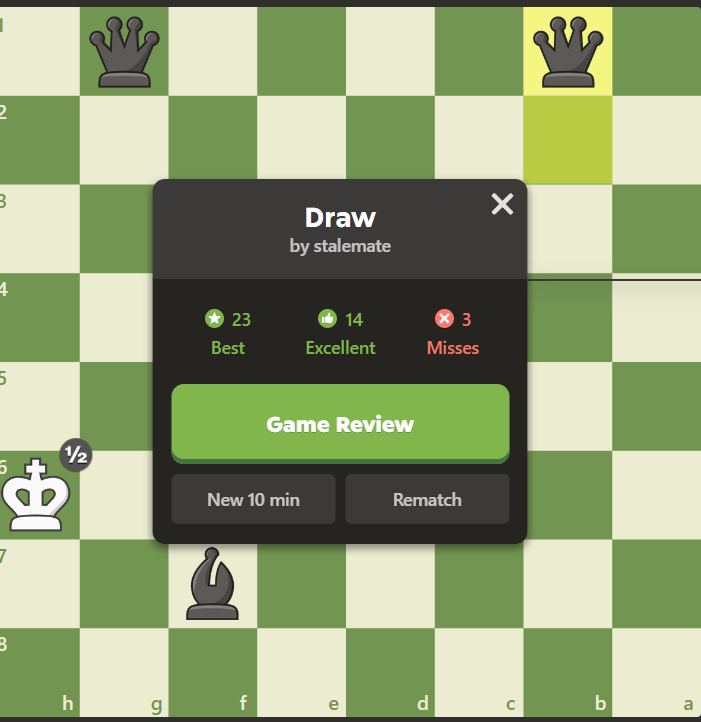 1
2
3
Draw
by stalemate
4
23
14
3
Best
Excellent
Misses
5
Game Review
6
½
New 10 min
Rematch
7
8
h g f e d c b a